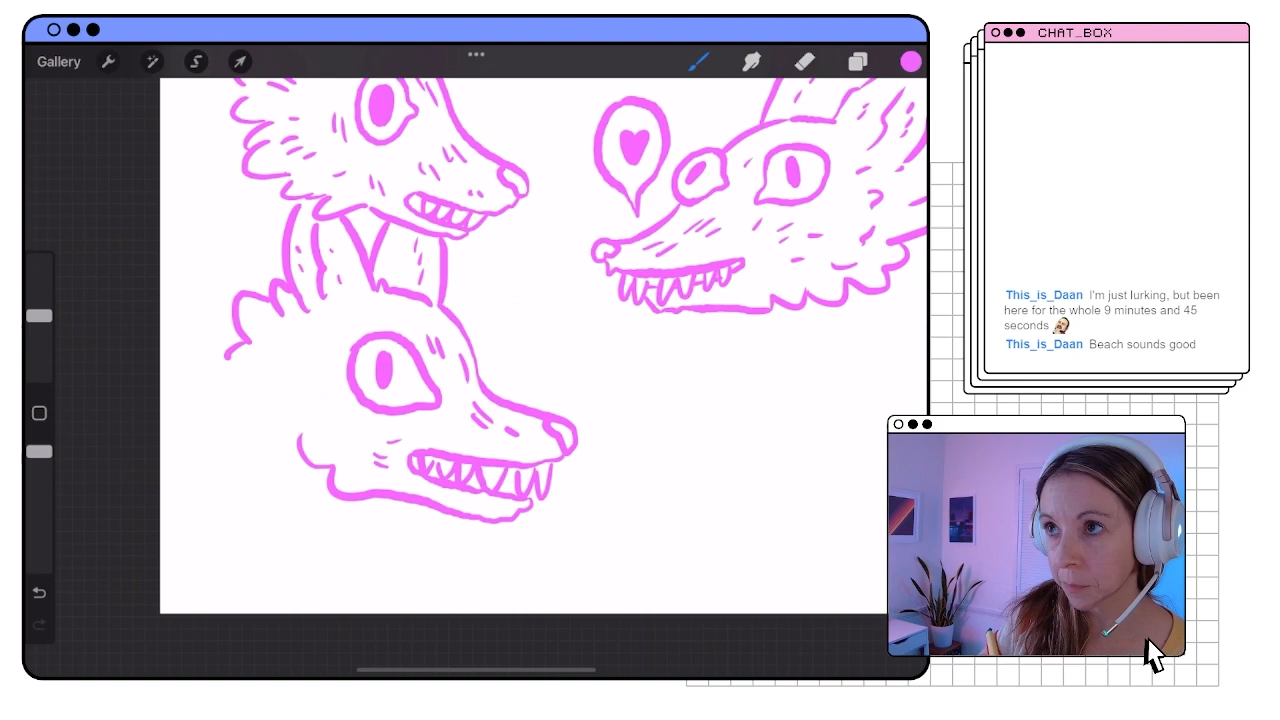 CHAT_BOX
Gallery
This_is_Daan I'm just lurking, but been
here for the whole 9 minutes and 45
seconds
This_is_Daan Beach sounds good